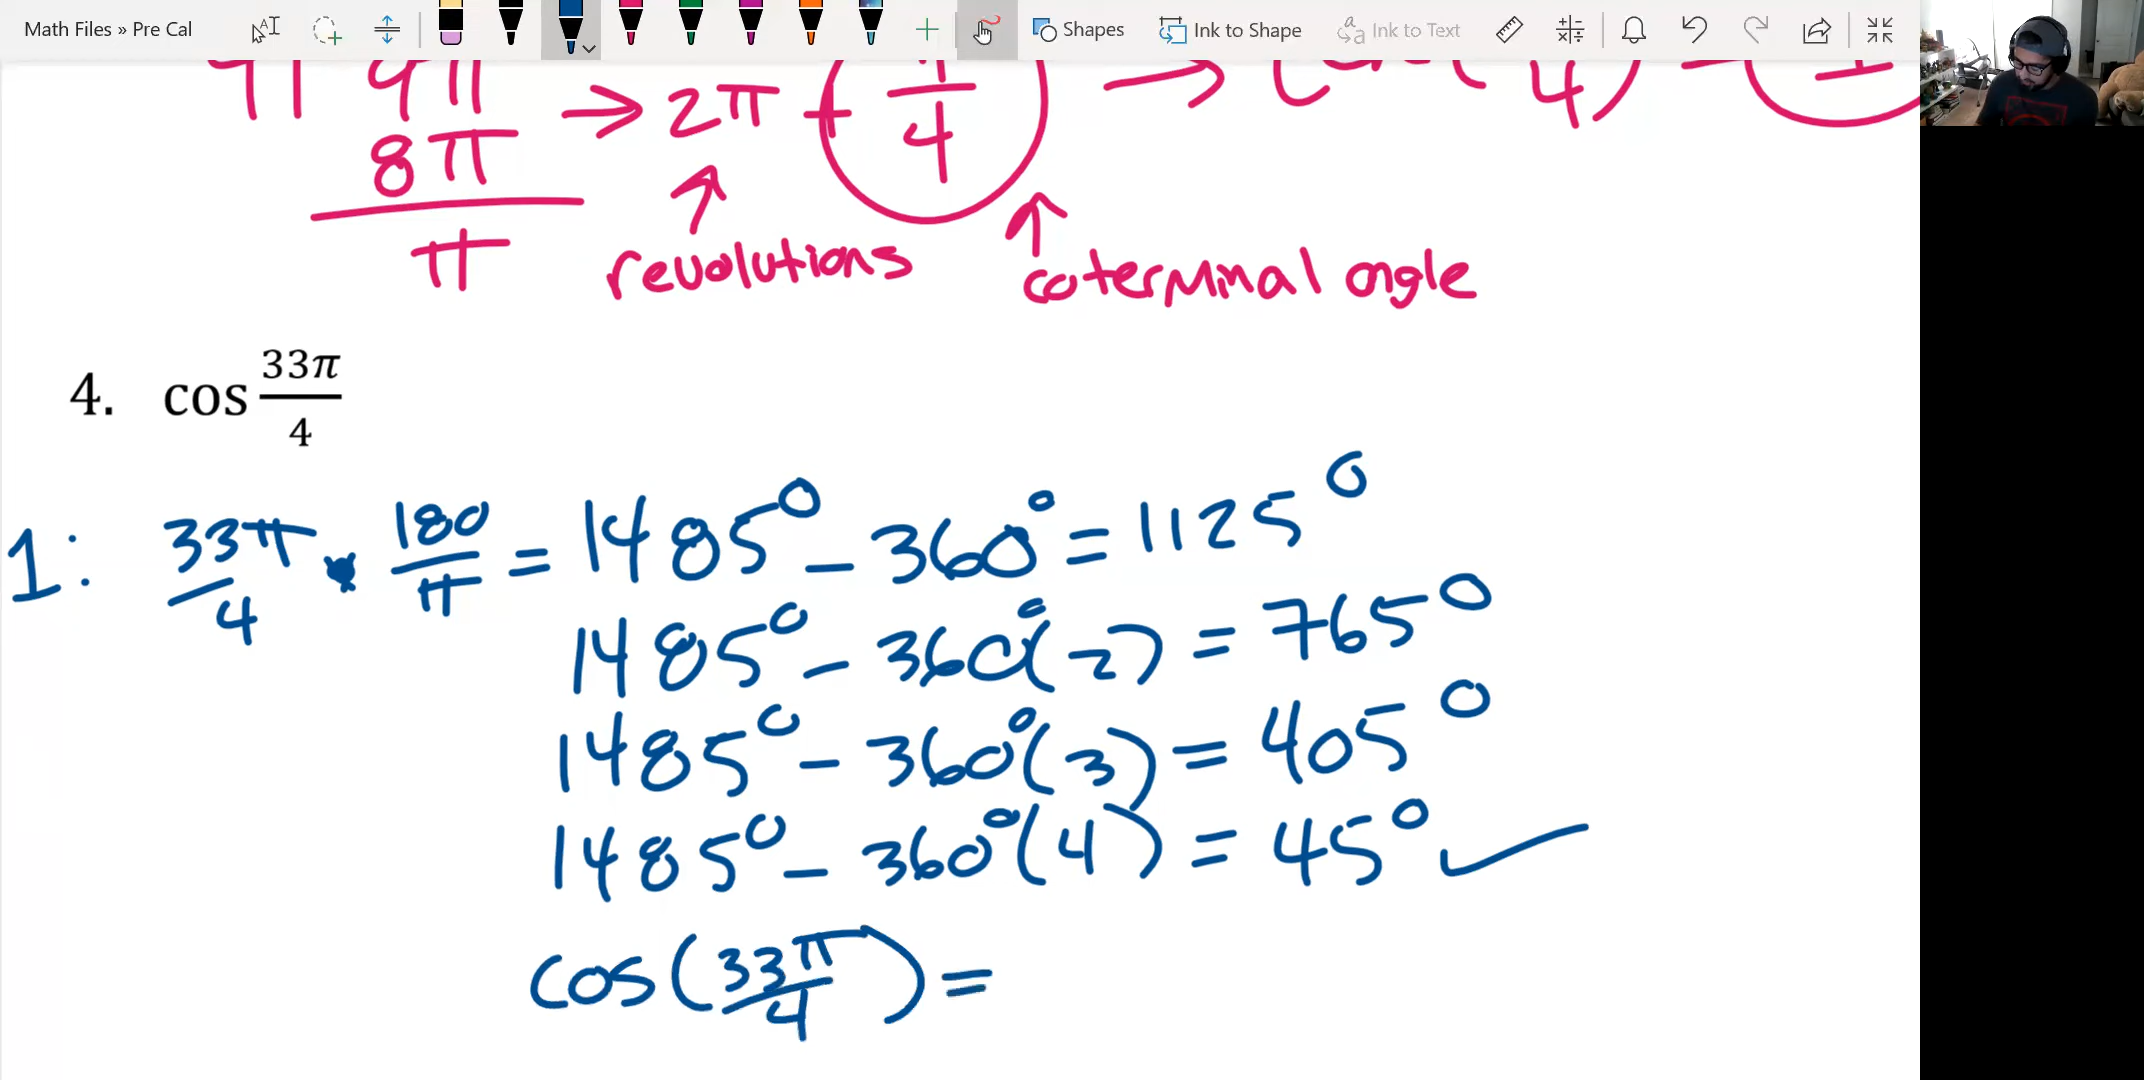 Math Files » Pre Cal Shapes Ink to Shape Ink to Text
9π
8π → 2π + π/4 →
π
revolutions
coterminal angle
4. cos 33π/4
1: 33π/4 • 180/π = 1485° - 360° = 1125°
1485° - 360°(2) = 765°
1485° - 360°(3) = 405°
1485° - 360°(4) = 45° ✓
cos(33π/4) =